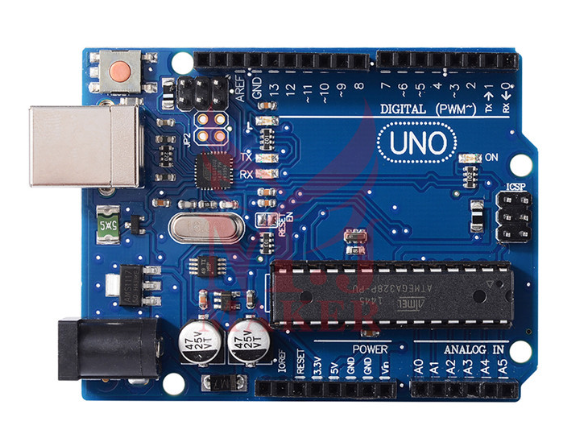 AREF
GND
13
12
~11
~10
~9
8
7
~6
~5
4
~3
2
TX→1
RX←0
DIGITAL (PWM~)
JP2
UNO
TX
RX
ON
ICSP
RESET
EN
ATMEL
1445
ATMEGA328P-PU
47
25V
VT
47
25V
VT
M7
POWER
ANALOG IN
IOREF
RESET
3.3V
5V
GND
GND
Vin
A0
A1
A2
A3
A4
A5